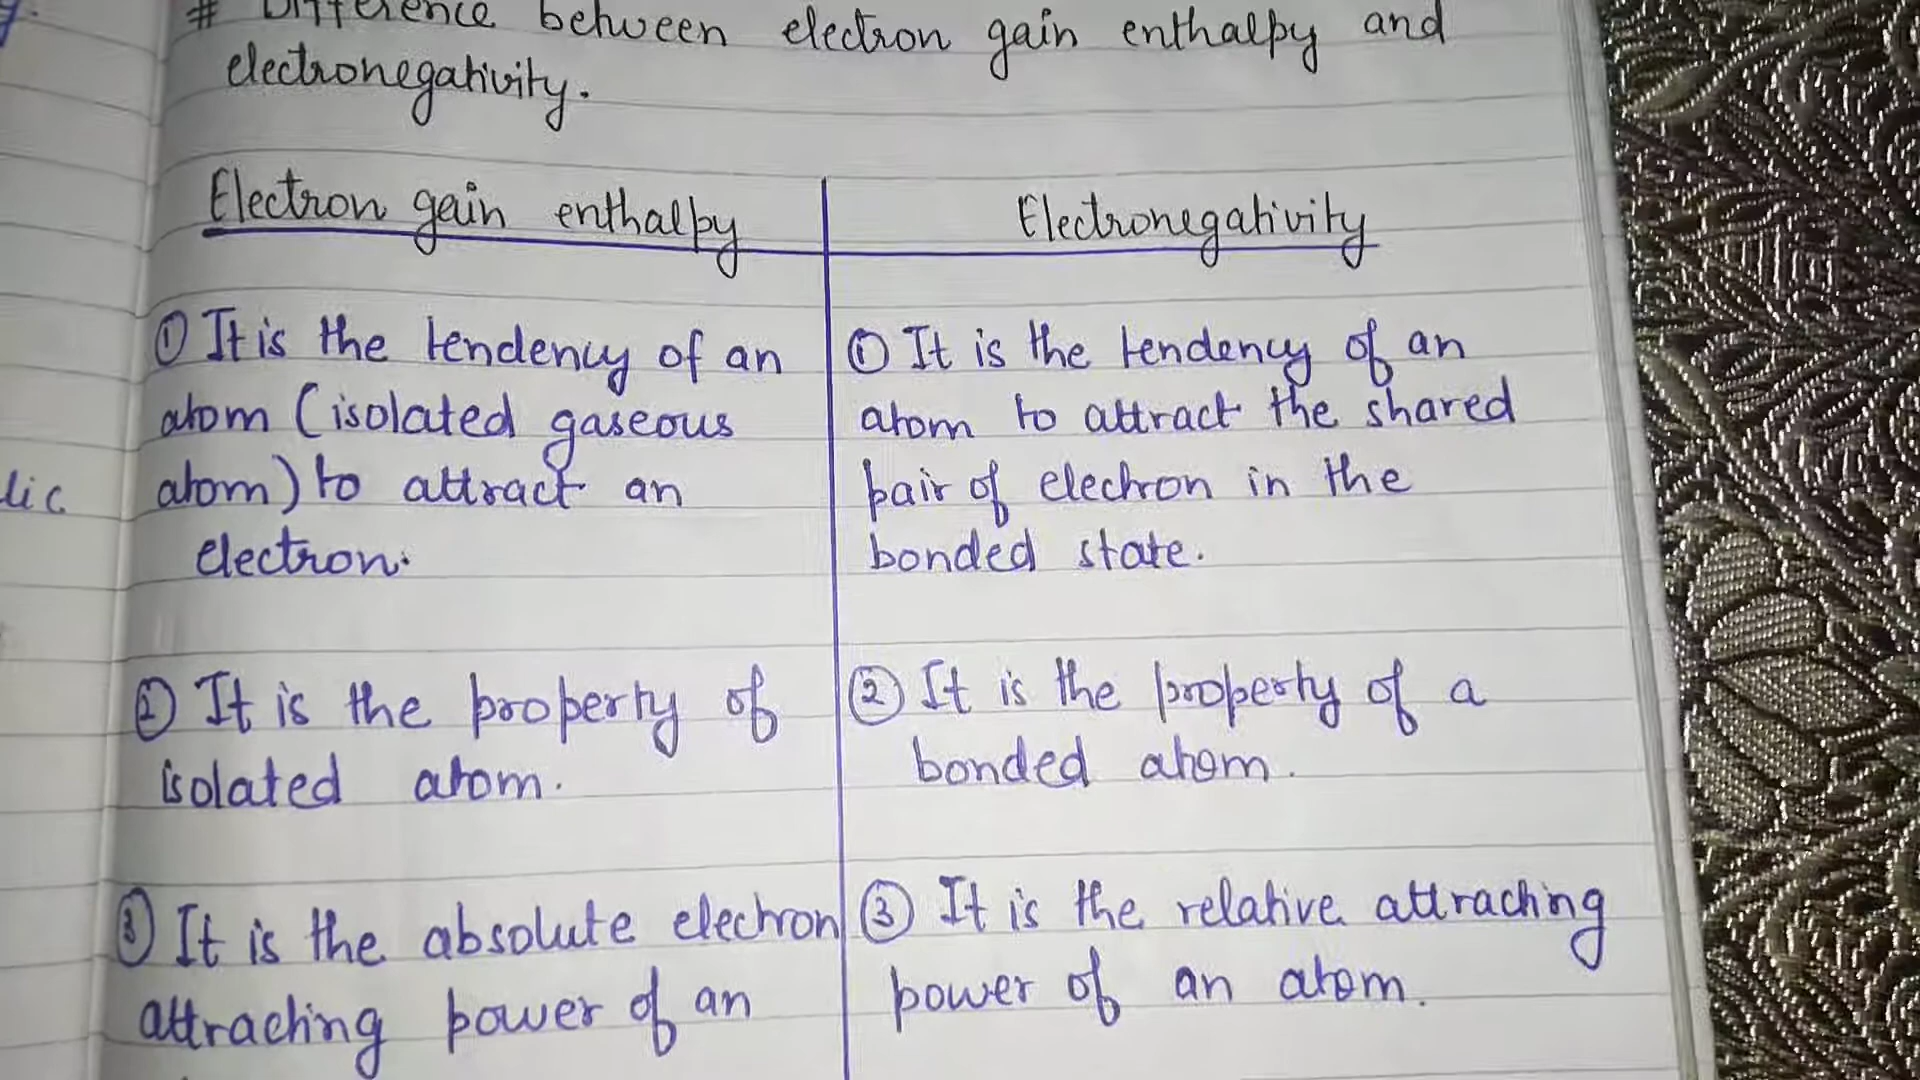 # Difference between electron gain enthalpy and
electronegativity.
Electron gain enthalpy
① It is the tendency of an
atom (isolated gaseous
atom) to attract an
electron.
② It is the property of
isolated atom.
③ It is the absolute electron
attraching power of an
Electronegativity
① It is the tendency of an
atom to attract the shared
pair of electron in the
bonded state.
② It is the property of a
bonded atom.
③ It is the relative attraching
power of an atom.
lic